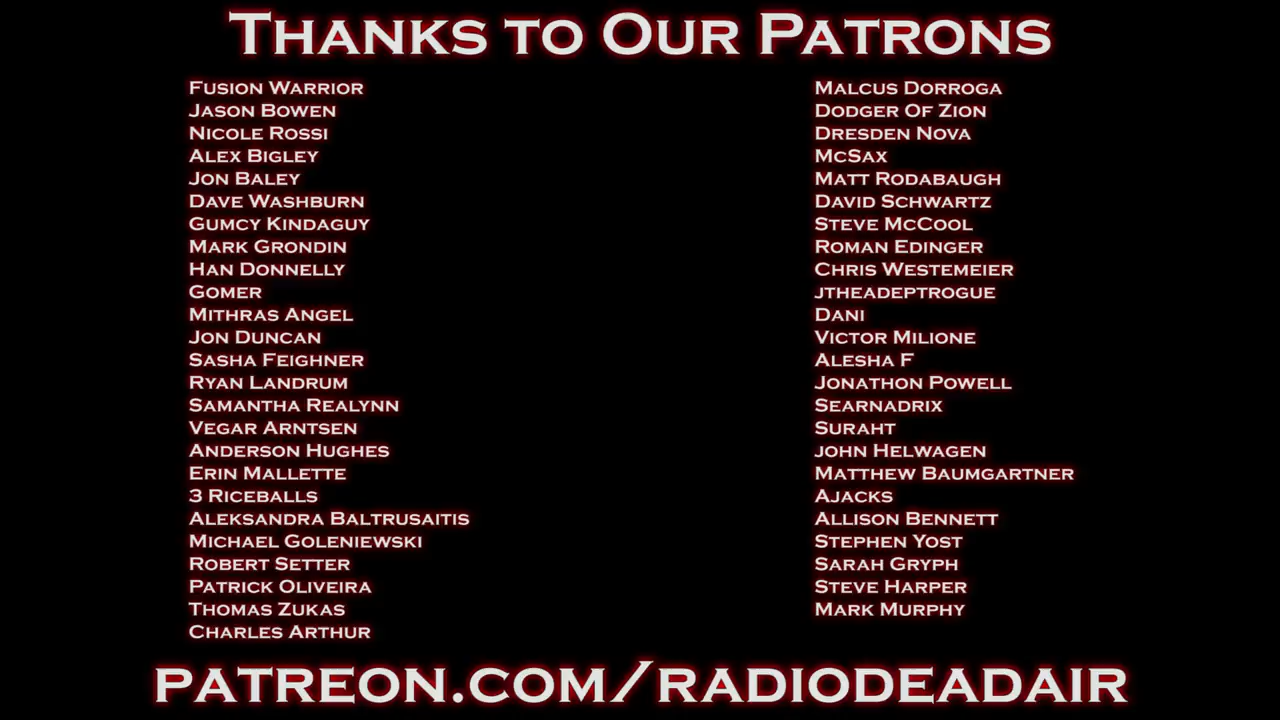 Thanks to Our Patrons
Fusion Warrior
Jason Bowen
Nicole Rossi
Alex Bigley
Jon Baley
Dave Washburn
Gumcy Kindaguy
Mark Grondin
Han Donnelly
Gomer
Mithras Angel
Jon Duncan
Sasha Feighner
Ryan Landrum
Samantha Realynn
Vegar Arntsen
Anderson Hughes
Erin Mallette
3 Riceballs
Aleksandra Baltrusaitis
Michael Goleniewski
Robert Setter
Patrick Oliveira
Thomas Zukas
Charles Arthur
Malcus Dorroga
Dodger Of Zion
Dresden Nova
McSax
Matt Rodabaugh
David Schwartz
Steve McCool
Roman Edinger
Chris Westemeier
jtheadeptrogue
Dani
Victor Milione
Alesha F
Jonathon Powell
Searnadrix
Suraht
john Helwagen
Matthew Baumgartner
Ajacks
Allison Bennett
Stephen Yost
Sarah Gryph
Steve Harper
Mark Murphy
patreon.com/radiodeadair